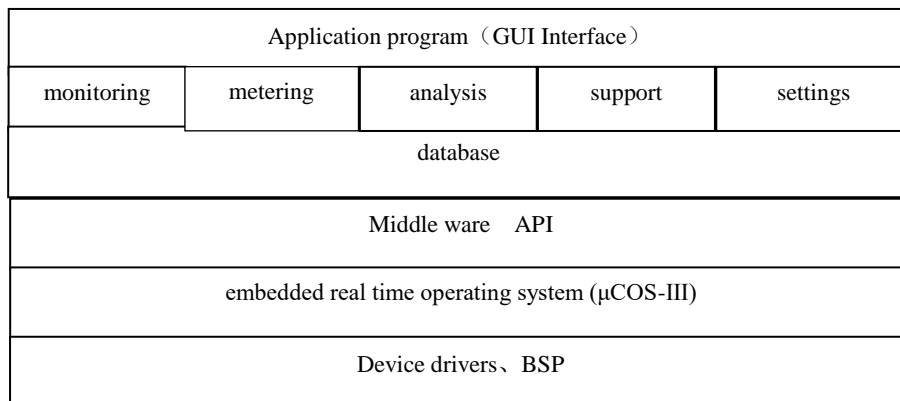 Application program（GUI Interface）
monitoring metering analysis support settings
database
Middle ware API
embedded real time operating system (μCOS-III)
Device drivers、BSP